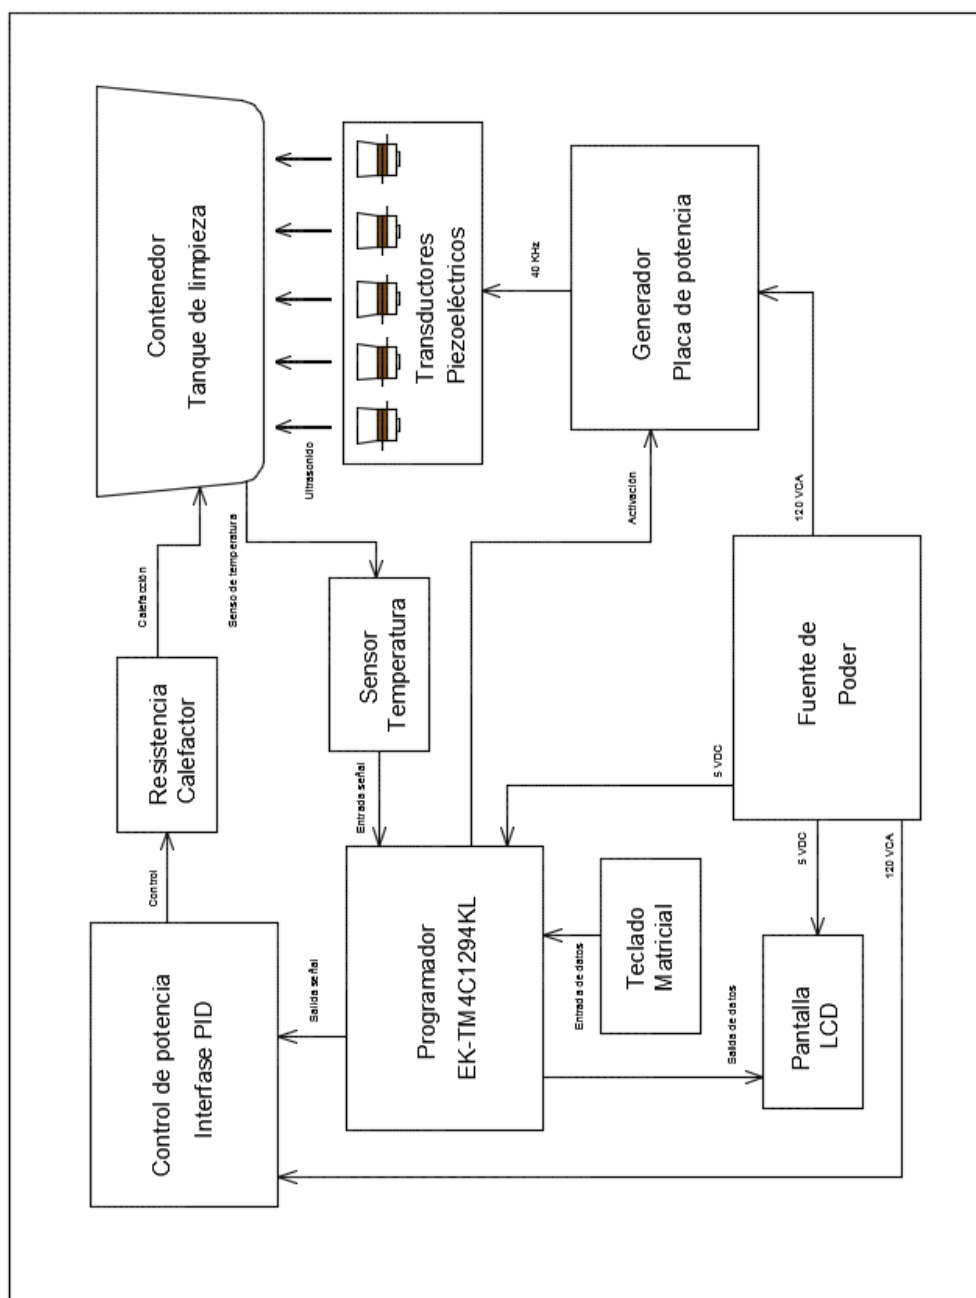 Control de potencia
Interfase PID
Control
Resistencia
Calefactor
Calefacción
Contenedor
Tanque de limpieza
Senso de temperatura
Salida señal
Entrada señal
Sensor
Temperatura
Ultrasonido
Transductores
Piezoeléctricos
Programador
EK-TM4C1294KL
40 KHz
Activación
Generador
Placa de potencia
Entrada de datos
Teclado
Matricial
Salida de datos
5 VDC
120 VCA
Pantalla
LCD
5 VDC
120 VCA
Fuente de
Poder